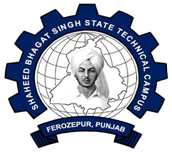 SHAHEED BHAGAT SINGH STATE TECHNICAL CAMPUS
FEROZEPUR, PUNJAB